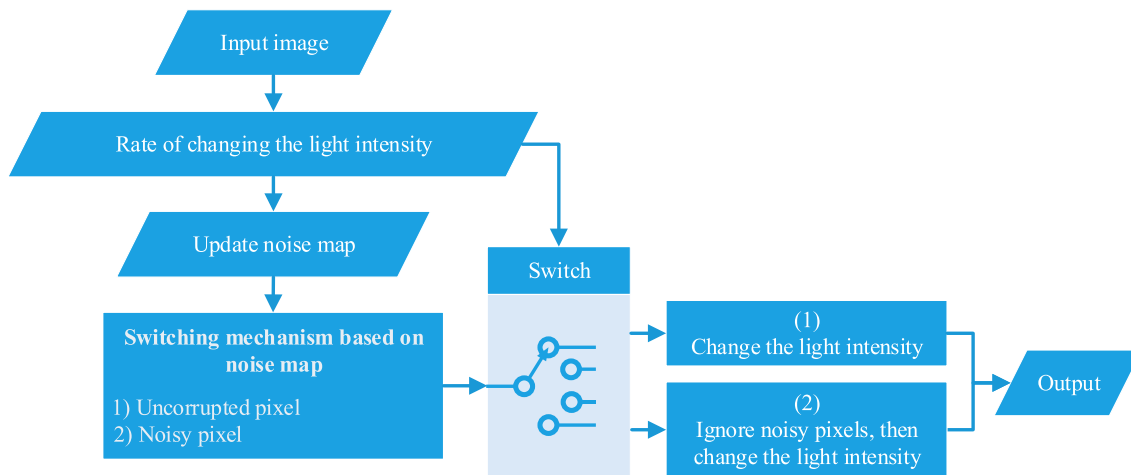 Input image
Rate of changing the light intensity
Update noise map
Switching mechanism based on
noise map
1) Uncorrupted pixel
2) Noisy pixel
Switch
(1)
Change the light intensity
(2)
Ignore noisy pixels, then
change the light intensity
Output